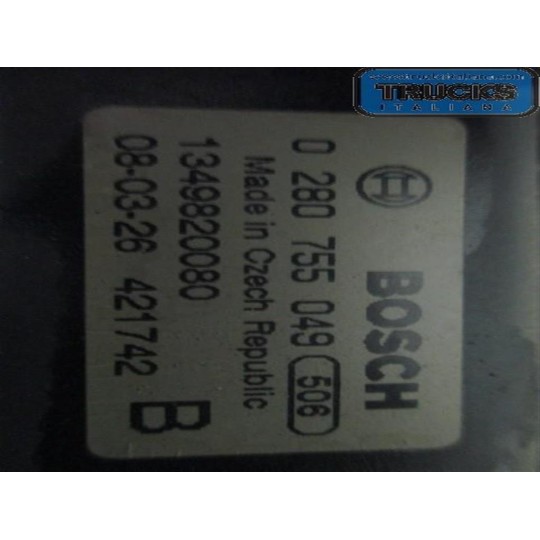 BOSCH
0 280 755 049 506
Made in Czech Republic
1349820080
08-03-26 421742 B
TRUCKS
ITALIANA